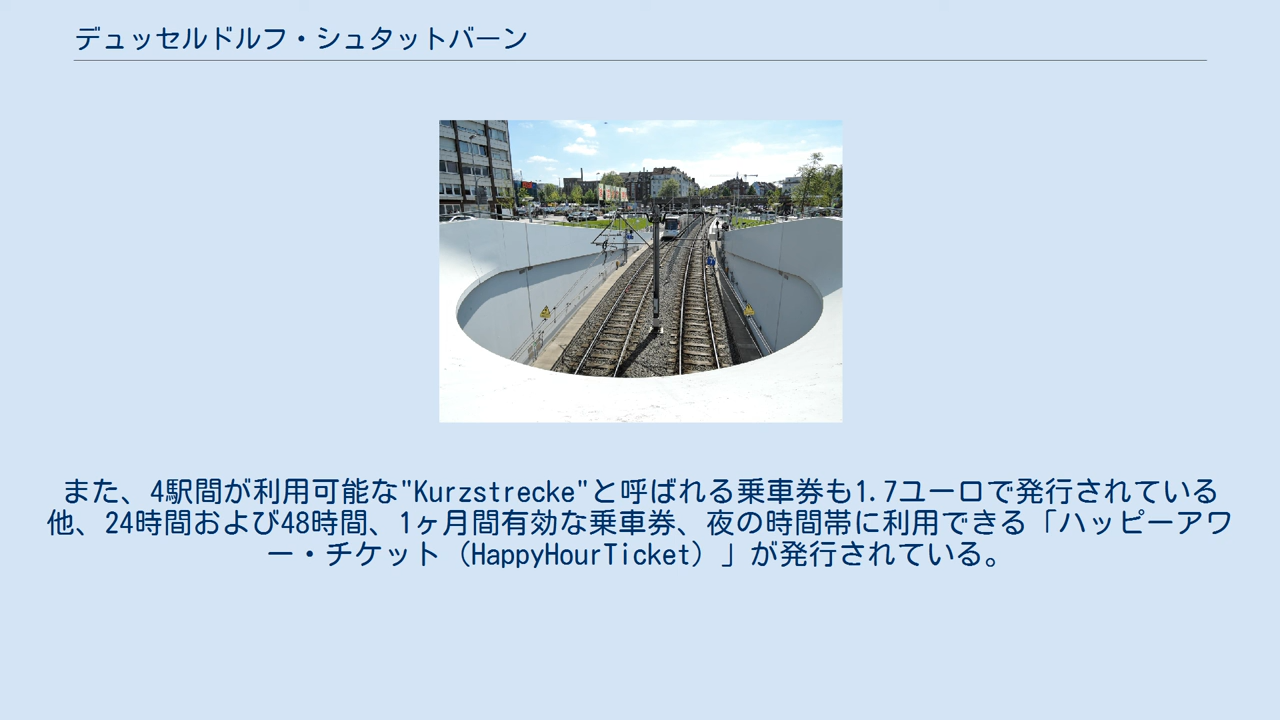 デュッセルドルフ・シュタットバーン
また、4駅間が利用可能な"Kurzstrecke"と呼ばれる乗車券も1.7ユーロで発行されている
他、24時間および48時間、1ヶ月間有効な乗車券、夜の時間帯に利用できる「ハッピーアワ
ー・チケット（HappyHourTicket）」が発行されている。